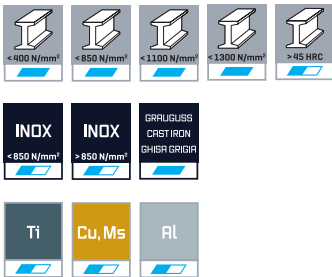 <400 N/mm² <850 N/mm² <1100 N/mm² <1300 N/mm² >45 HRC
INOX INOX GRAUGUSS
CAST IRON
<850 N/mm² >850 N/mm² GHISA GRIGIA
Ti Cu, Ms Al